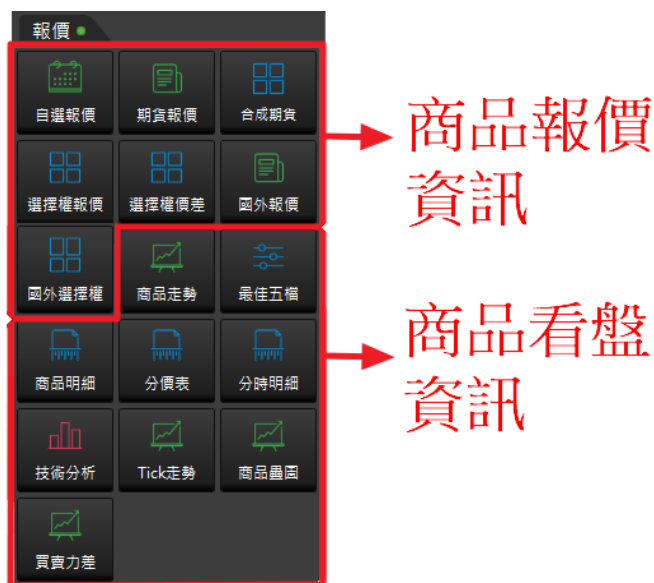 報價
自選報價 期貨報價 合成期貨
選擇權報價 選擇權價差 國外報價
國外選擇權 商品走勢 最佳五檔
商品明細 分價表 分時明細
技術分析 Tick走勢 商品疊圖
買賣力差
商品報價
資訊
商品看盤
資訊